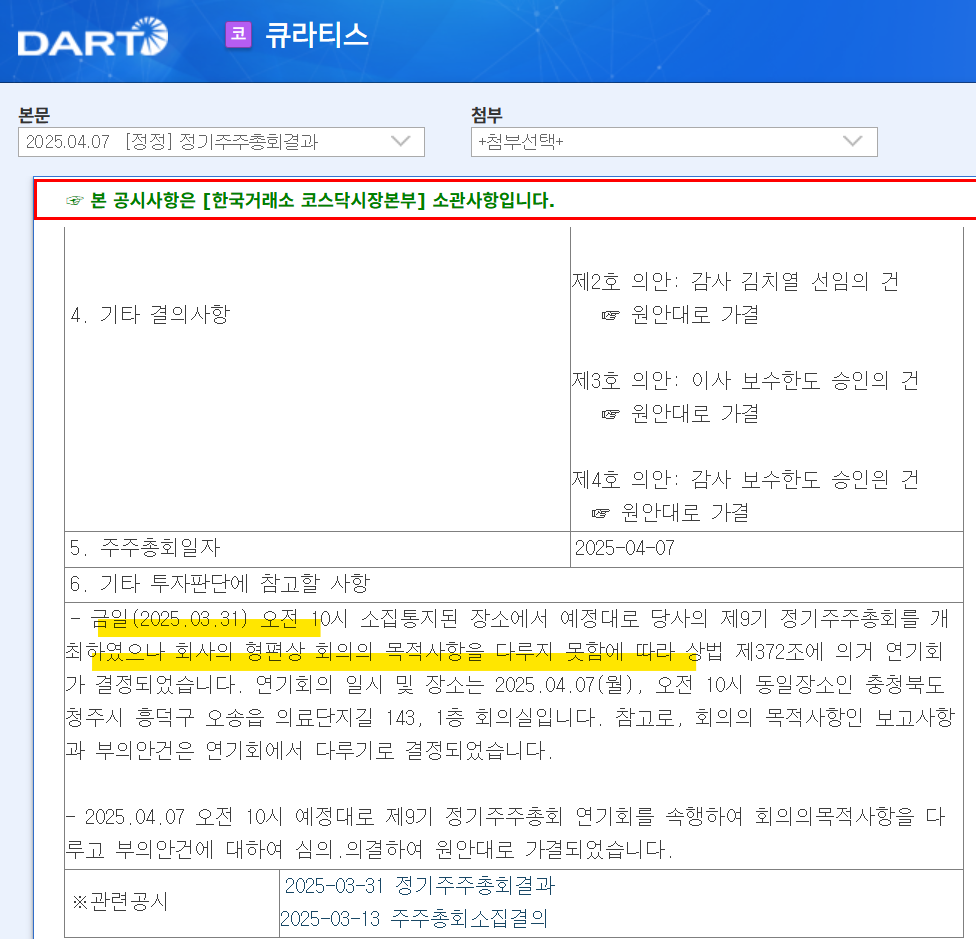 DART
코 큐라티스
본문
첨부
2025.04.07 [정정] 정기주주총회결과
+첨부선택+
☞ 본 공시사항은 [한국거래소 코스닥시장본부] 소관사항입니다.
4. 기타 결의사항
제2호 의안: 감사 김치열 선임의 건
☞ 원안대로 가결
제3호 의안: 이사 보수한도 승인의 건
☞ 원안대로 가결
제4호 의안: 감사 보수한도 승인읜 건
☞ 원안대로 가결
5. 주주총회일자
2025-04-07
6. 기타 투자판단에 참고할 사항
- 금일(2025.03.31) 오전 10시 소집통지된 장소에서 예정대로 당사의 제9기 정기주주총회를 개
최하였으나 회사의 형편상 회의의 목적사항을 다루지 못함에 따라 상법 제372조에 의거 연기회
가 결정되었습니다. 연기회의 일시 및 장소는 2025.04.07(월), 오전 10시 동일장소인 충청북도
청주시 흥덕구 오송읍 의료단지길 143, 1층 회의실입니다. 참고로, 회의의 목적사항인 보고사항
과 부의안건은 연기회에서 다루기로 결정되었습니다.
- 2025.04.07 오전 10시 예정대로 제9기 정기주주총회 연기회를 속행하여 회의의목적사항을 다
루고 부의안건에 대하여 심의.의결하여 원안대로 가결되었습니다.
※관련공시
2025-03-31 정기주주총회결과
2025-03-13 주주총회소집결의